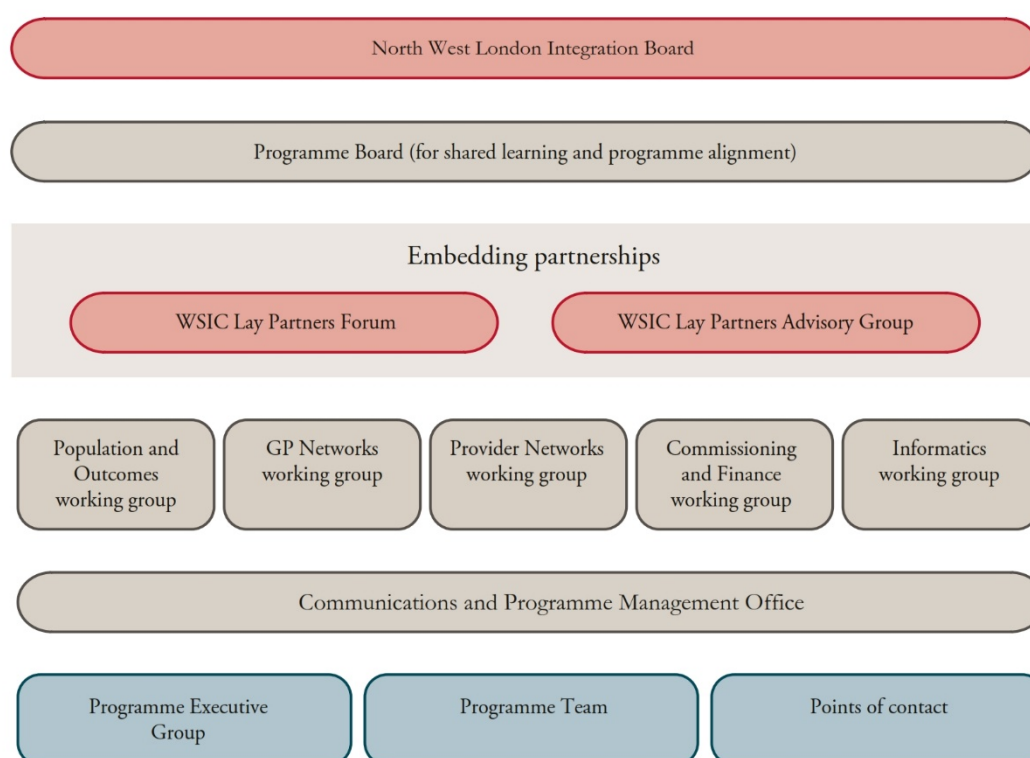 North West London Integration Board
Programme Board (for shared learning and programme alignment)
Embedding partnerships
WSIC Lay Partners Forum
WSIC Lay Partners Advisory Group
Population and
Outcomes
working group
GP Networks
working group
Provider Networks
working group
Commissioning
and Finance
working group
Informatics
working group
Communications and Programme Management Office
Programme Executive
Group
Programme Team
Points of contact